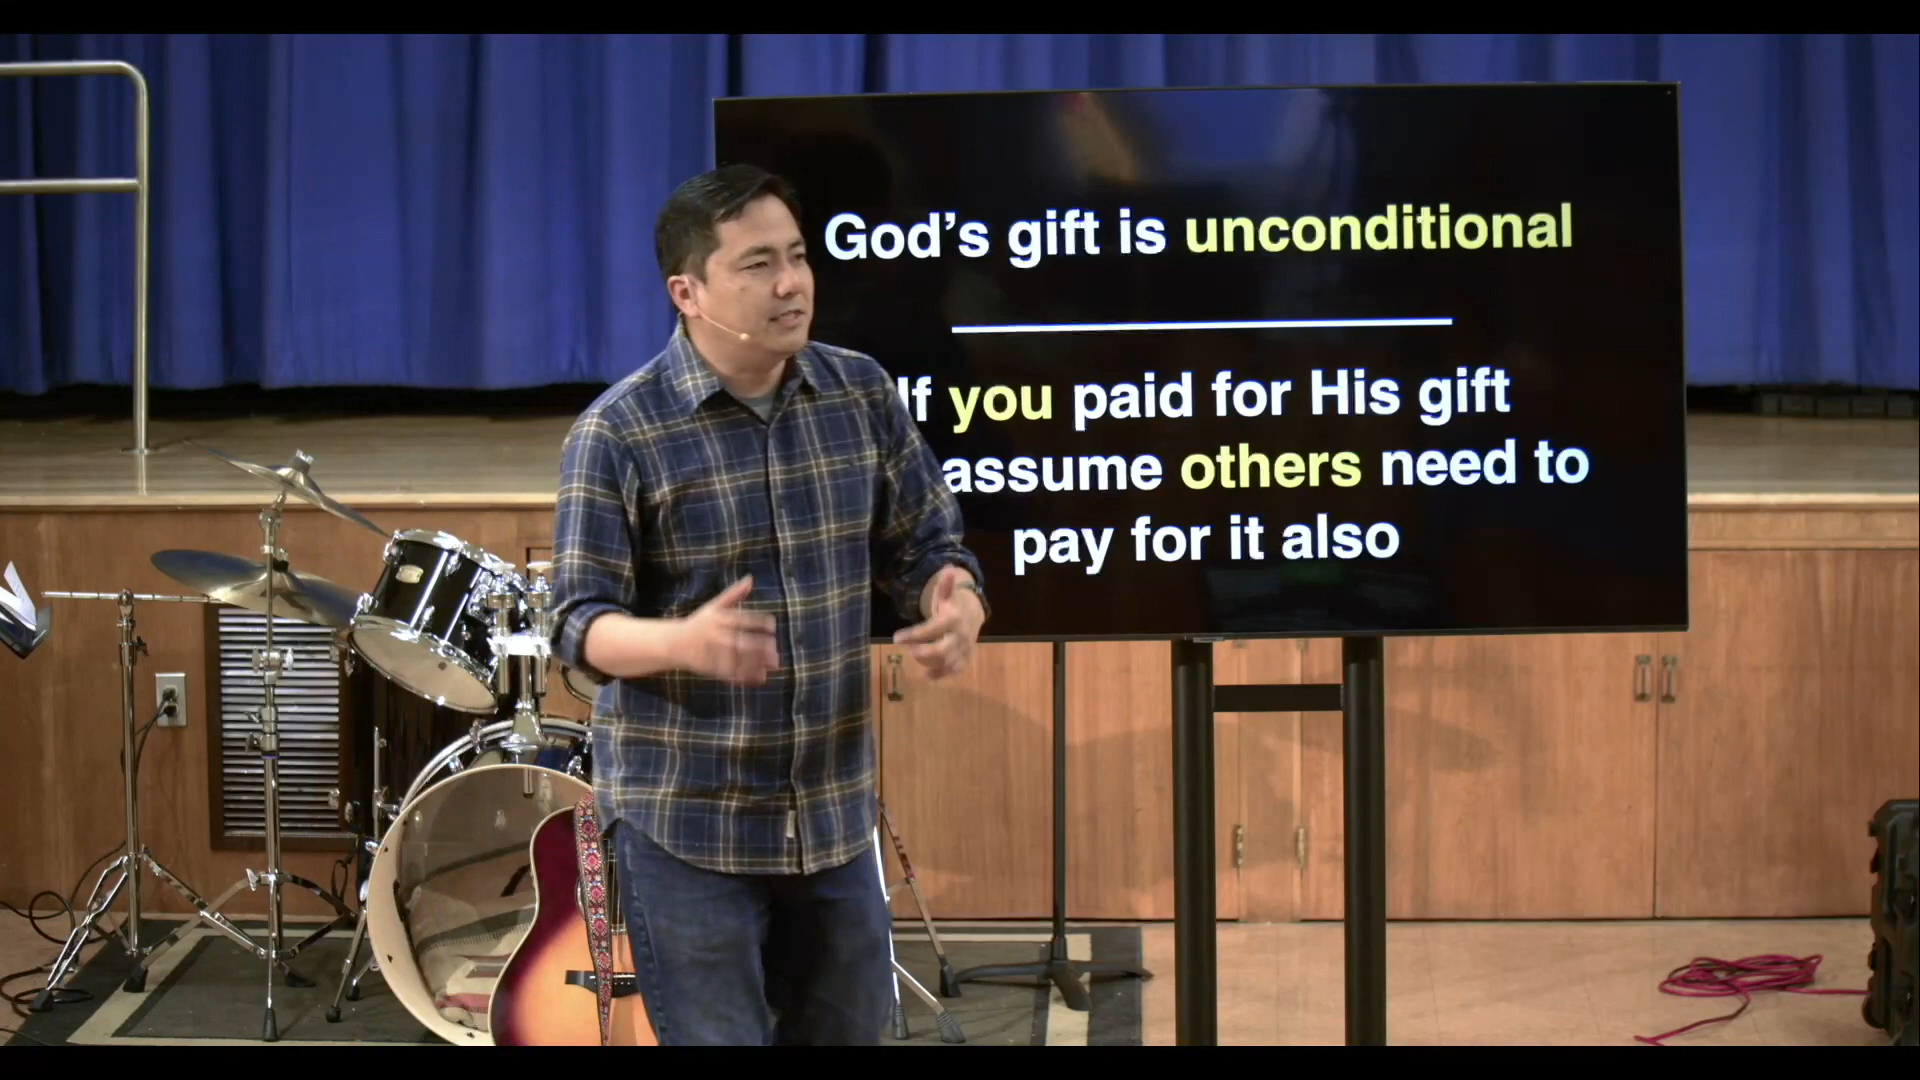 God's gift is unconditional
If you paid for His gift
assume others need to
pay for it also